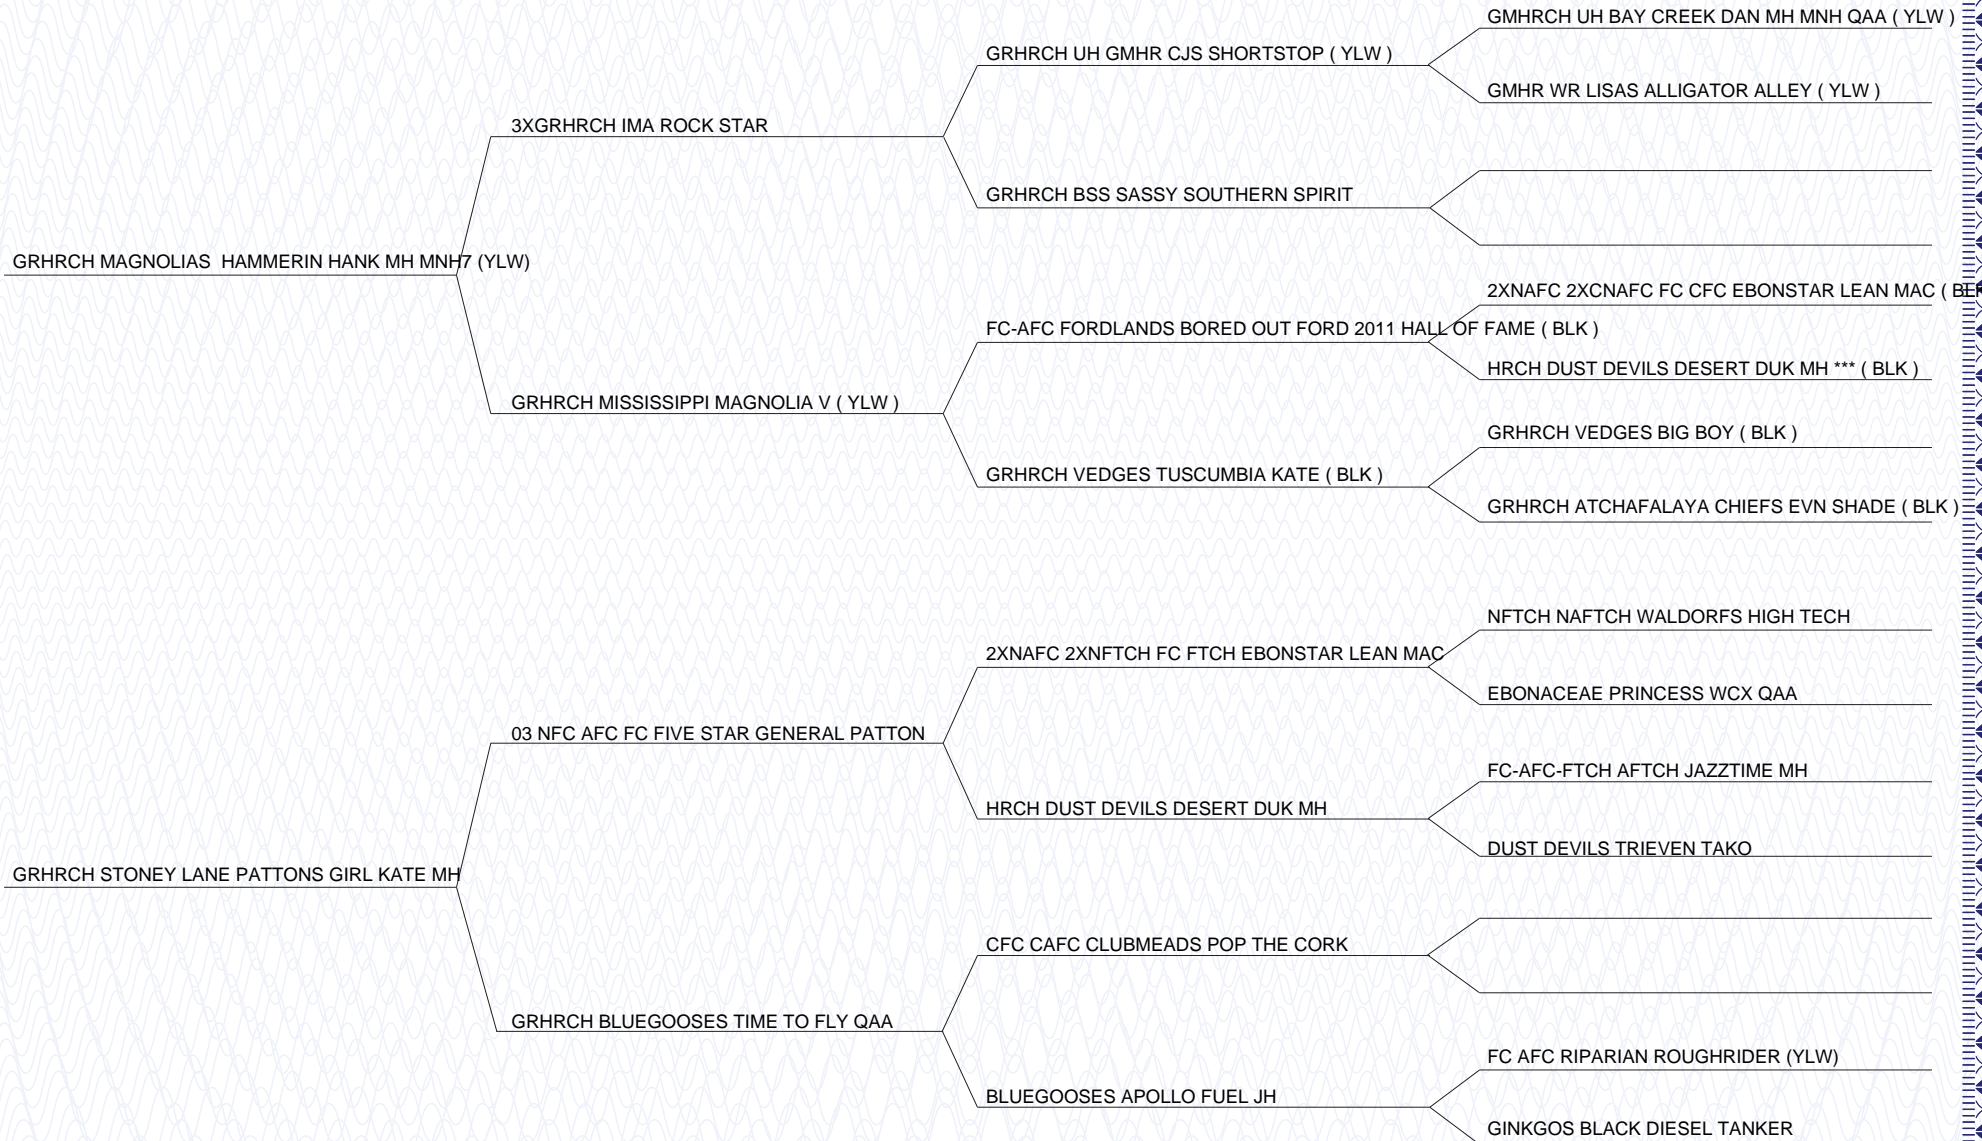 GMHRCH UH BAY CREEK DAN MH MNH QAA ( YLW )
GRHRCH UH GMHR CJS SHORTSTOP ( YLW )
GMHR WR LISAS ALLIGATOR ALLEY ( YLW )
3XGRHRCH IMA ROCK STAR
GRHRCH BSS SASSY SOUTHERN SPIRIT
GRHRCH MAGNOLIAS  HAMMERIN HANK MH MNH7 (YLW)
2XNAFC 2XCNAFC FC CFC EBONSTAR LEAN MAC (
FC-AFC FORDLANDS BORED OUT FORD 2011 HALL OF FAME ( BLK )
HRCH DUST DEVILS DESERT DUK MH *** ( BLK )
GRHRCH MISSISSIPPI MAGNOLIA V ( YLW )
GRHRCH VEDGES BIG BOY ( BLK )
GRHRCH VEDGES TUSCUMBIA KATE ( BLK )
GRHRCH ATCHAFALAYA CHIEFS EVN SHADE ( BLK )
NFTCH NAFTCH WALDORFS HIGH TECH
2XNAFC 2XNFTCH FC FTCH EBONSTAR LEAN MAC
EBONACEAE PRINCESS WCX QAA
03 NFC AFC FC FIVE STAR GENERAL PATTON
FC-AFC-FTCH AFTCH JAZZTIME MH
HRCH DUST DEVILS DESERT DUK MH
DUST DEVILS TRIEVEN TAKO
GRHRCH STONEY LANE PATTONS GIRL KATE MH
CFC CAFC CLUBMEADS POP THE CORK
GRHRCH BLUEGOOSES TIME TO FLY QAA
FC AFC RIPARIAN ROUGHRIDER (YLW)
BLUEGOOSES APOLLO FUEL JH
GINKGOS BLACK DIESEL TANKER